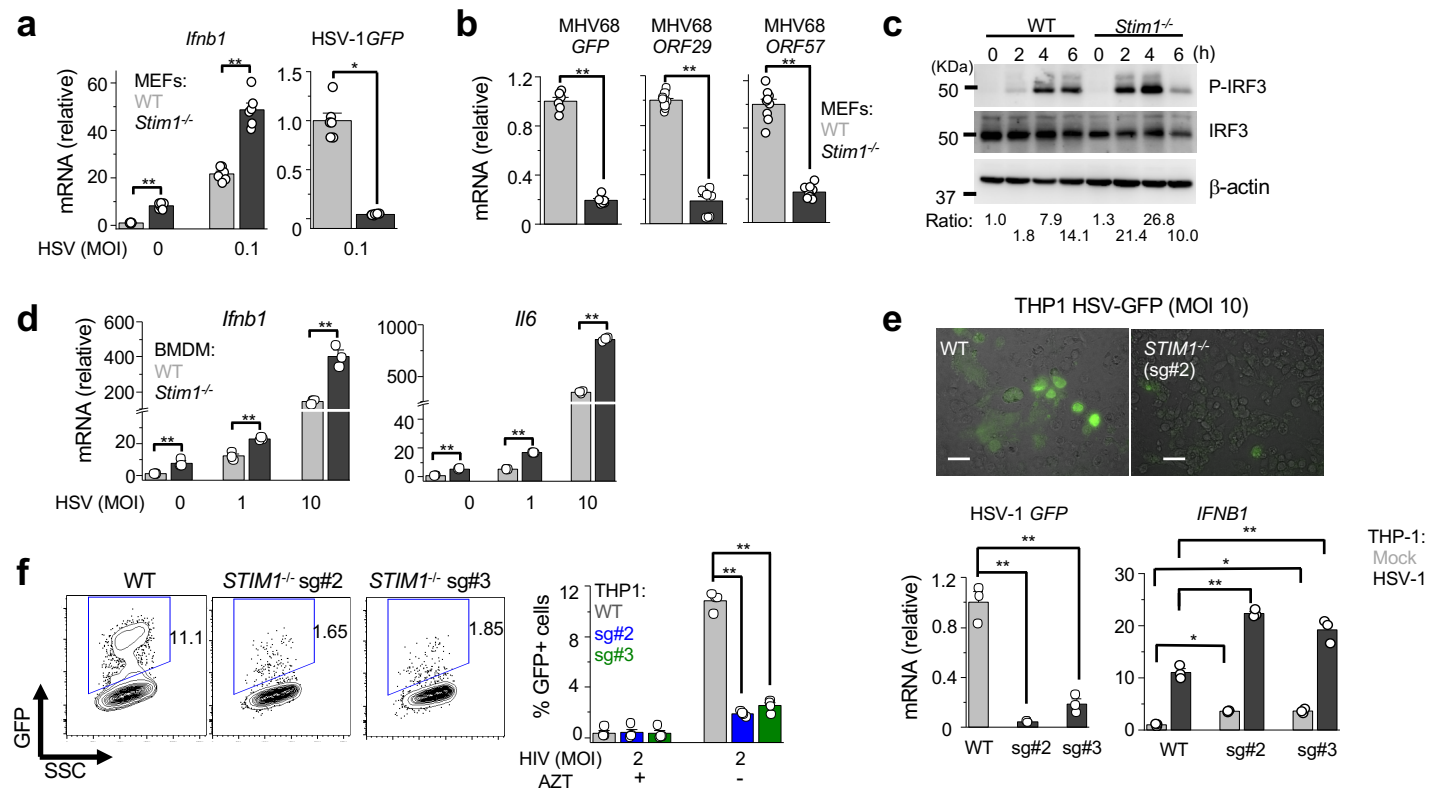 a
Ifnb1
HSV-1GFP
**
**
*
MEFs:
WT
Stim1-/-
mRNA (relative)
60
40
20
0
1.5
1.0
0.5
0
HSV (MOI) 0 0.1 0.1
b
MHV68 MHV68 MHV68
GFP ORF29 ORF57
** ** **
mRNA (relative)
1.2
0.8
0.4
0
MEFs:
WT
Stim1-/-
c
WT Stim1-/-
0 2 4 6 0 2 4 6 (h)
(KDa)
50 P-IRF3
50 IRF3
β-actin
37
Ratio: 1.0 7.9 1.3 26.8
1.8 14.1 21.4 10.0
d
Ifnb1
Il6
** ** **
** ** **
BMDM:
WT
Stim1-/-
mRNA (relative)
600
400
200
20
0
1000
500
20
0
HSV (MOI) 0 1 10 0 1 10
e
THP1 HSV-GFP (MOI 10)
WT
STIM1-/-
(sg#2)
HSV-1 GFP
IFNB1
**
**
**
*
**
*
THP-1:
Mock
HSV-1
mRNA (relative)
1.2
0.8
0.4
0
30
20
10
0
WT sg#2 sg#3
WT sg#2 sg#3
f
WT STIM1-/- sg#2 STIM1-/- sg#3
11.1 1.65 1.85
GFP
SSC
**
**
THP1:
WT
sg#2
sg#3
% GFP+ cells
12
8
4
0
HIV (MOI) 2 2
AZT + -